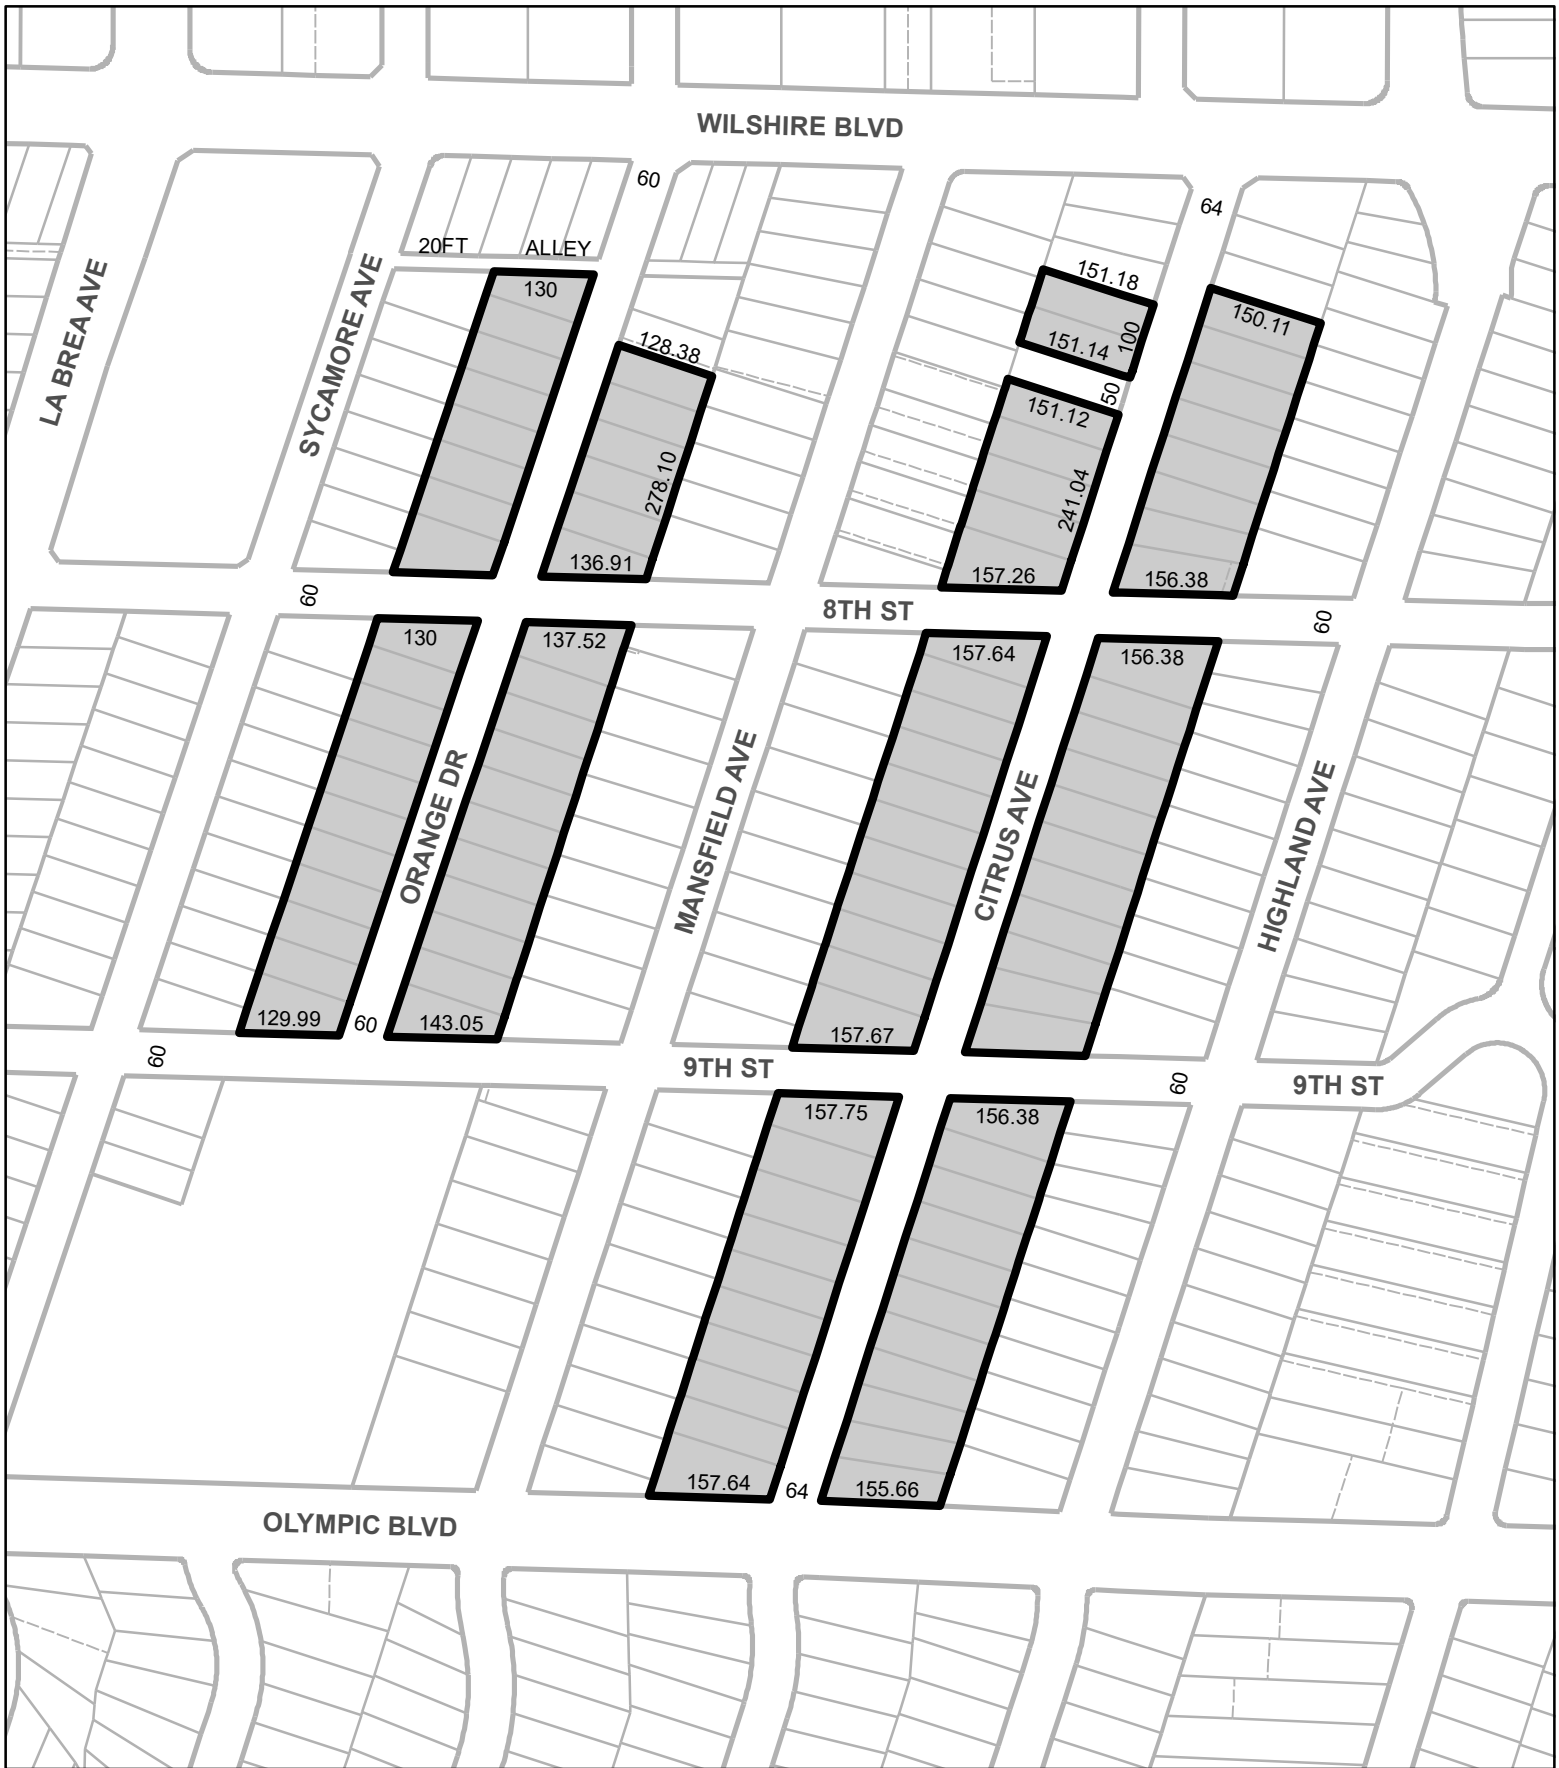 WILSHIRE BLVD
60
64
20FT ALLEY
LA BREA AVE
SYCAMORE AVE
130
128.38
278.10
136.91
151.18
100
151.14
50
151.12
241.04
157.26
150.11
156.38
60
8TH ST
60
130
137.52
157.64
156.38
ORANGE DR
MANSFIELD AVE
CITRUS AVE
HIGHLAND AVE
129.99
60
143.05
157.67
60
9TH ST
60
9TH ST
157.75
156.38
157.64
64
155.66
OLYMPIC BLVD